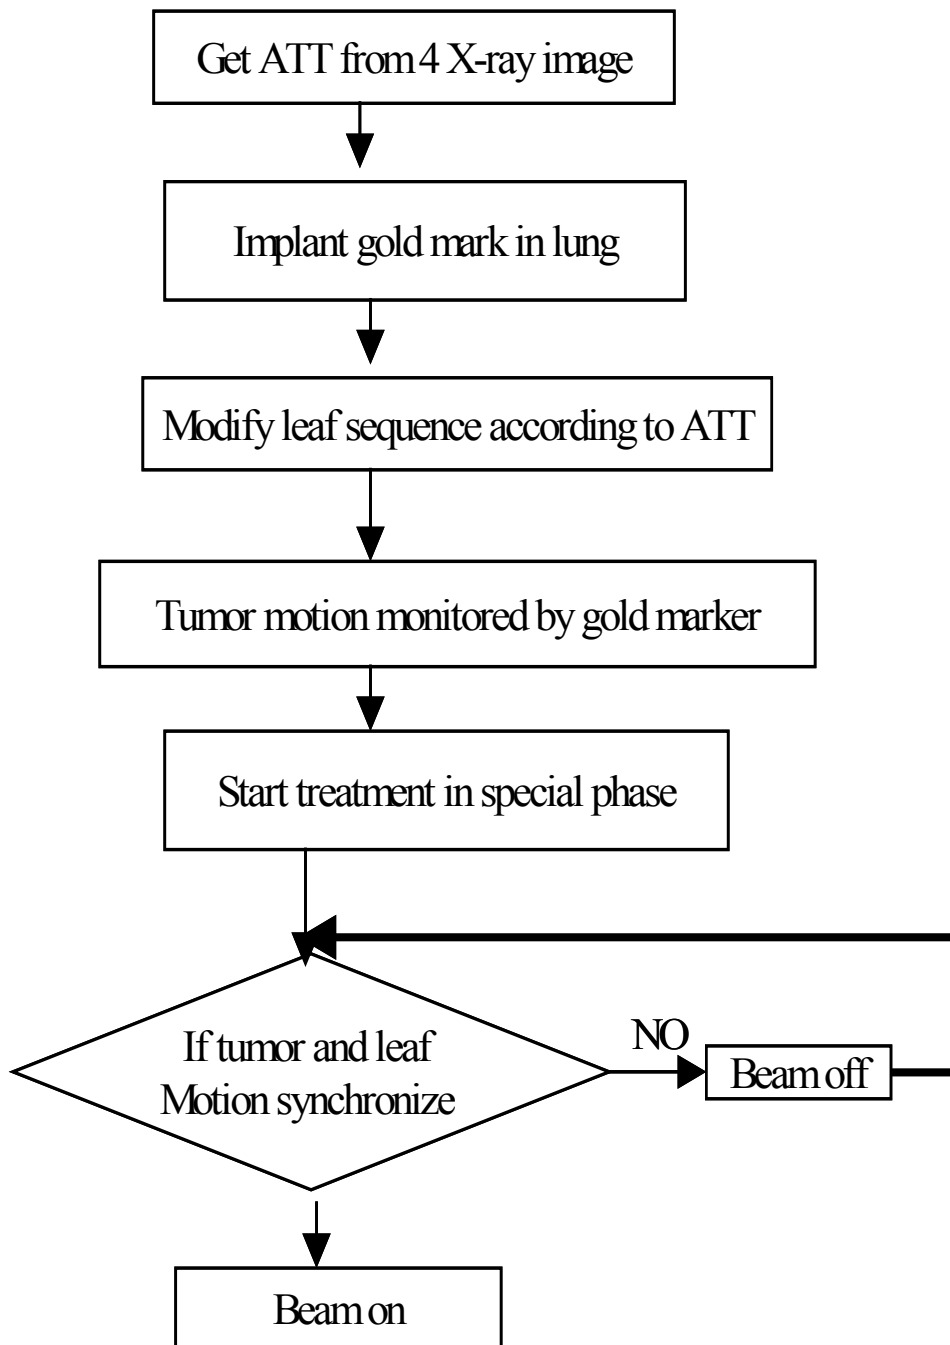 Get ATT from 4 X-ray image
Implant gold mark in lung
Modify leaf sequence according to ATT
Tumor motion monitored by gold marker
Start treatment in special phase
If tumor and leaf
Motion synchronize
NO
Beam off
Beam on